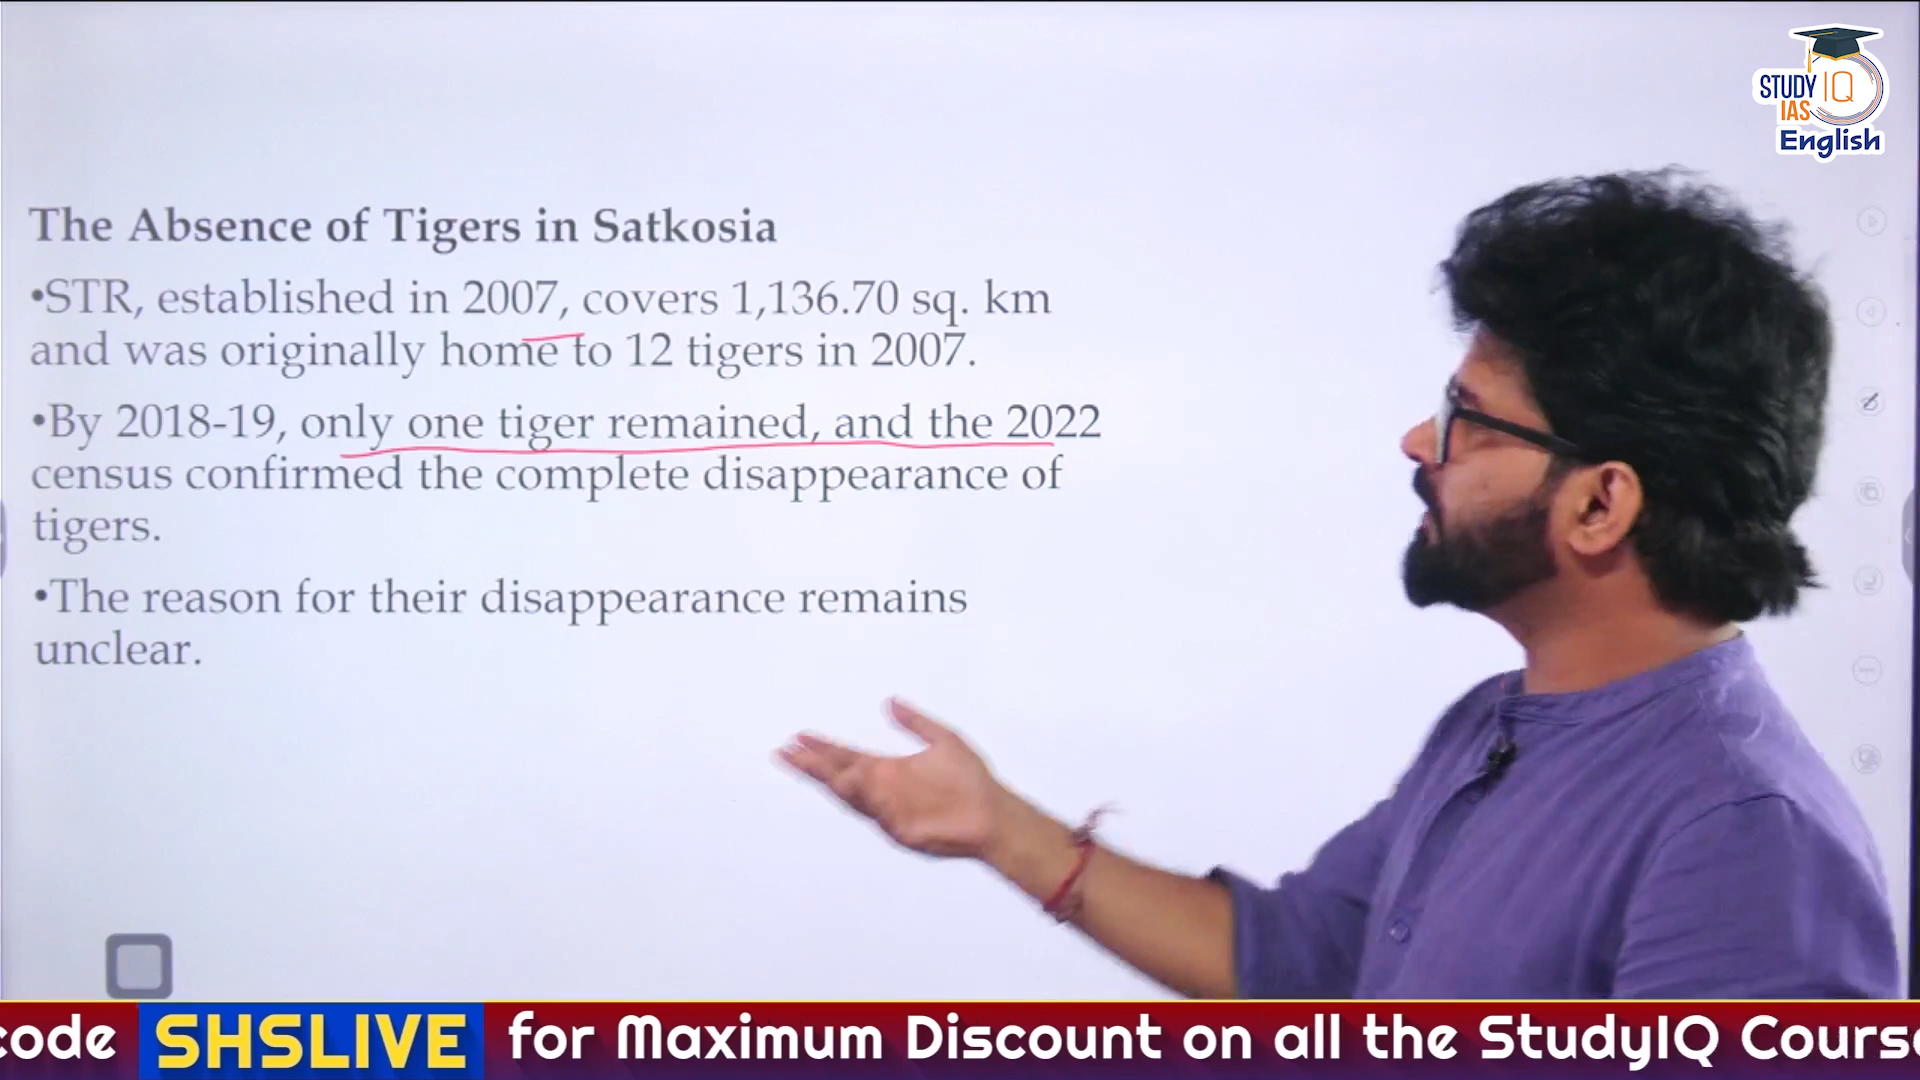 STUDY IQ
IAS
English
The Absence of Tigers in Satkosia
•STR, established in 2007, covers 1,136.70 sq. km
and was originally home to 12 tigers in 2007.
•By 2018-19, only one tiger remained, and the 2022
census confirmed the complete disappearance of
tigers.
•The reason for their disappearance remains
unclear.
code SHSLIVE for Maximum Discount on all the StudyIQ Course